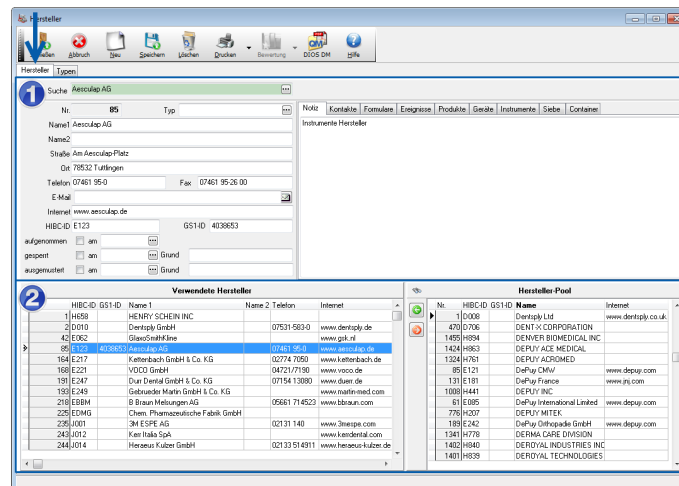 Hersteller
Abbruch Neu Speichern Löschen Drucken Bewertung DIOS DM Hilfe
Hersteller Typen
1 Suche Aesculap AG
Nr. 85 Typ
Name1 Aesculap AG
Name2
Straße Am Aesculap-Platz
Ort 78532 Tuttlingen
Telefon 07461 95-0 Fax 07461 95-26 00
E-Mail
Internet www.aesculap.de
HIBC-ID E123 GS1-ID 4038653
aufgenommen am
gesperrt am Grund
ausgemustert am Grund
Notiz Kontakte Formulare Ereignisse Produkte Geräte Instrumente Siebe Container
Instrumente Hersteller
2 Verwendete Hersteller
HIBC-ID GS1-ID Name 1 Name 2 Telefon Internet
1 H658 HENRY SCHEIN INC
2 D010 Dentsply GmbH 07531-583-0 www.dentsply.de
42 E062 GlaxoSmithKline www.gsk.nl
85 E123 4038653 Aesculap AG 07461 95-0 www.aesculap.de
164 E217 Kettenbach GmbH & Co. KG 02774 7050 www.kettenbach.de
168 E221 VOCO GmbH 04721/7190 www.voco.de
191 E247 Durr Dental GmbH & Co. KG 07154 13080 www.duerr.de
193 E249 Gebrueder Martin GmbH & Co. KG www.martin-med.com
218 EBBM B Braun Melsungen AG 05661 714523 www.bbraun.com
225 EDMG Chem. Pharmazeutische Fabrik GmbH
235 J001 3M ESPE AG 02131 140 www.3mespe.com
243 J012 Kerr Italia SpA www.kerrdental.com
244 J014 Heraeus Kulzer GmbH 02133 514911 www.heraeus-kulzer.de
Hersteller-Pool
Nr. HIBC-ID GS1-ID Name Internet
1 D008 Dentsply Ltd www.dentsply.co.uk
470 D706 DENT-X CORPORATION
1455 H894 DENVER BIOMEDICAL INC
1424 H863 DEPUY ACE MEDICAL
1324 H761 DEPUY ACROMED
85 E121 DePuy CMW www.depuy.com
131 E181 DePuy France www.jnj.com
1008 H441 DEPUY INC
61 E085 DePuy International Limited www.depuy.com
776 H207 DEPUY MITEK
189 E242 DePuy Orthopadie GmbH www.depuy.com
1341 H778 DERMA CARE DIVISION
1402 H840 DEROYAL INDUSTRIES INC
1401 H839 DEROYAL TECHNOLOGIES